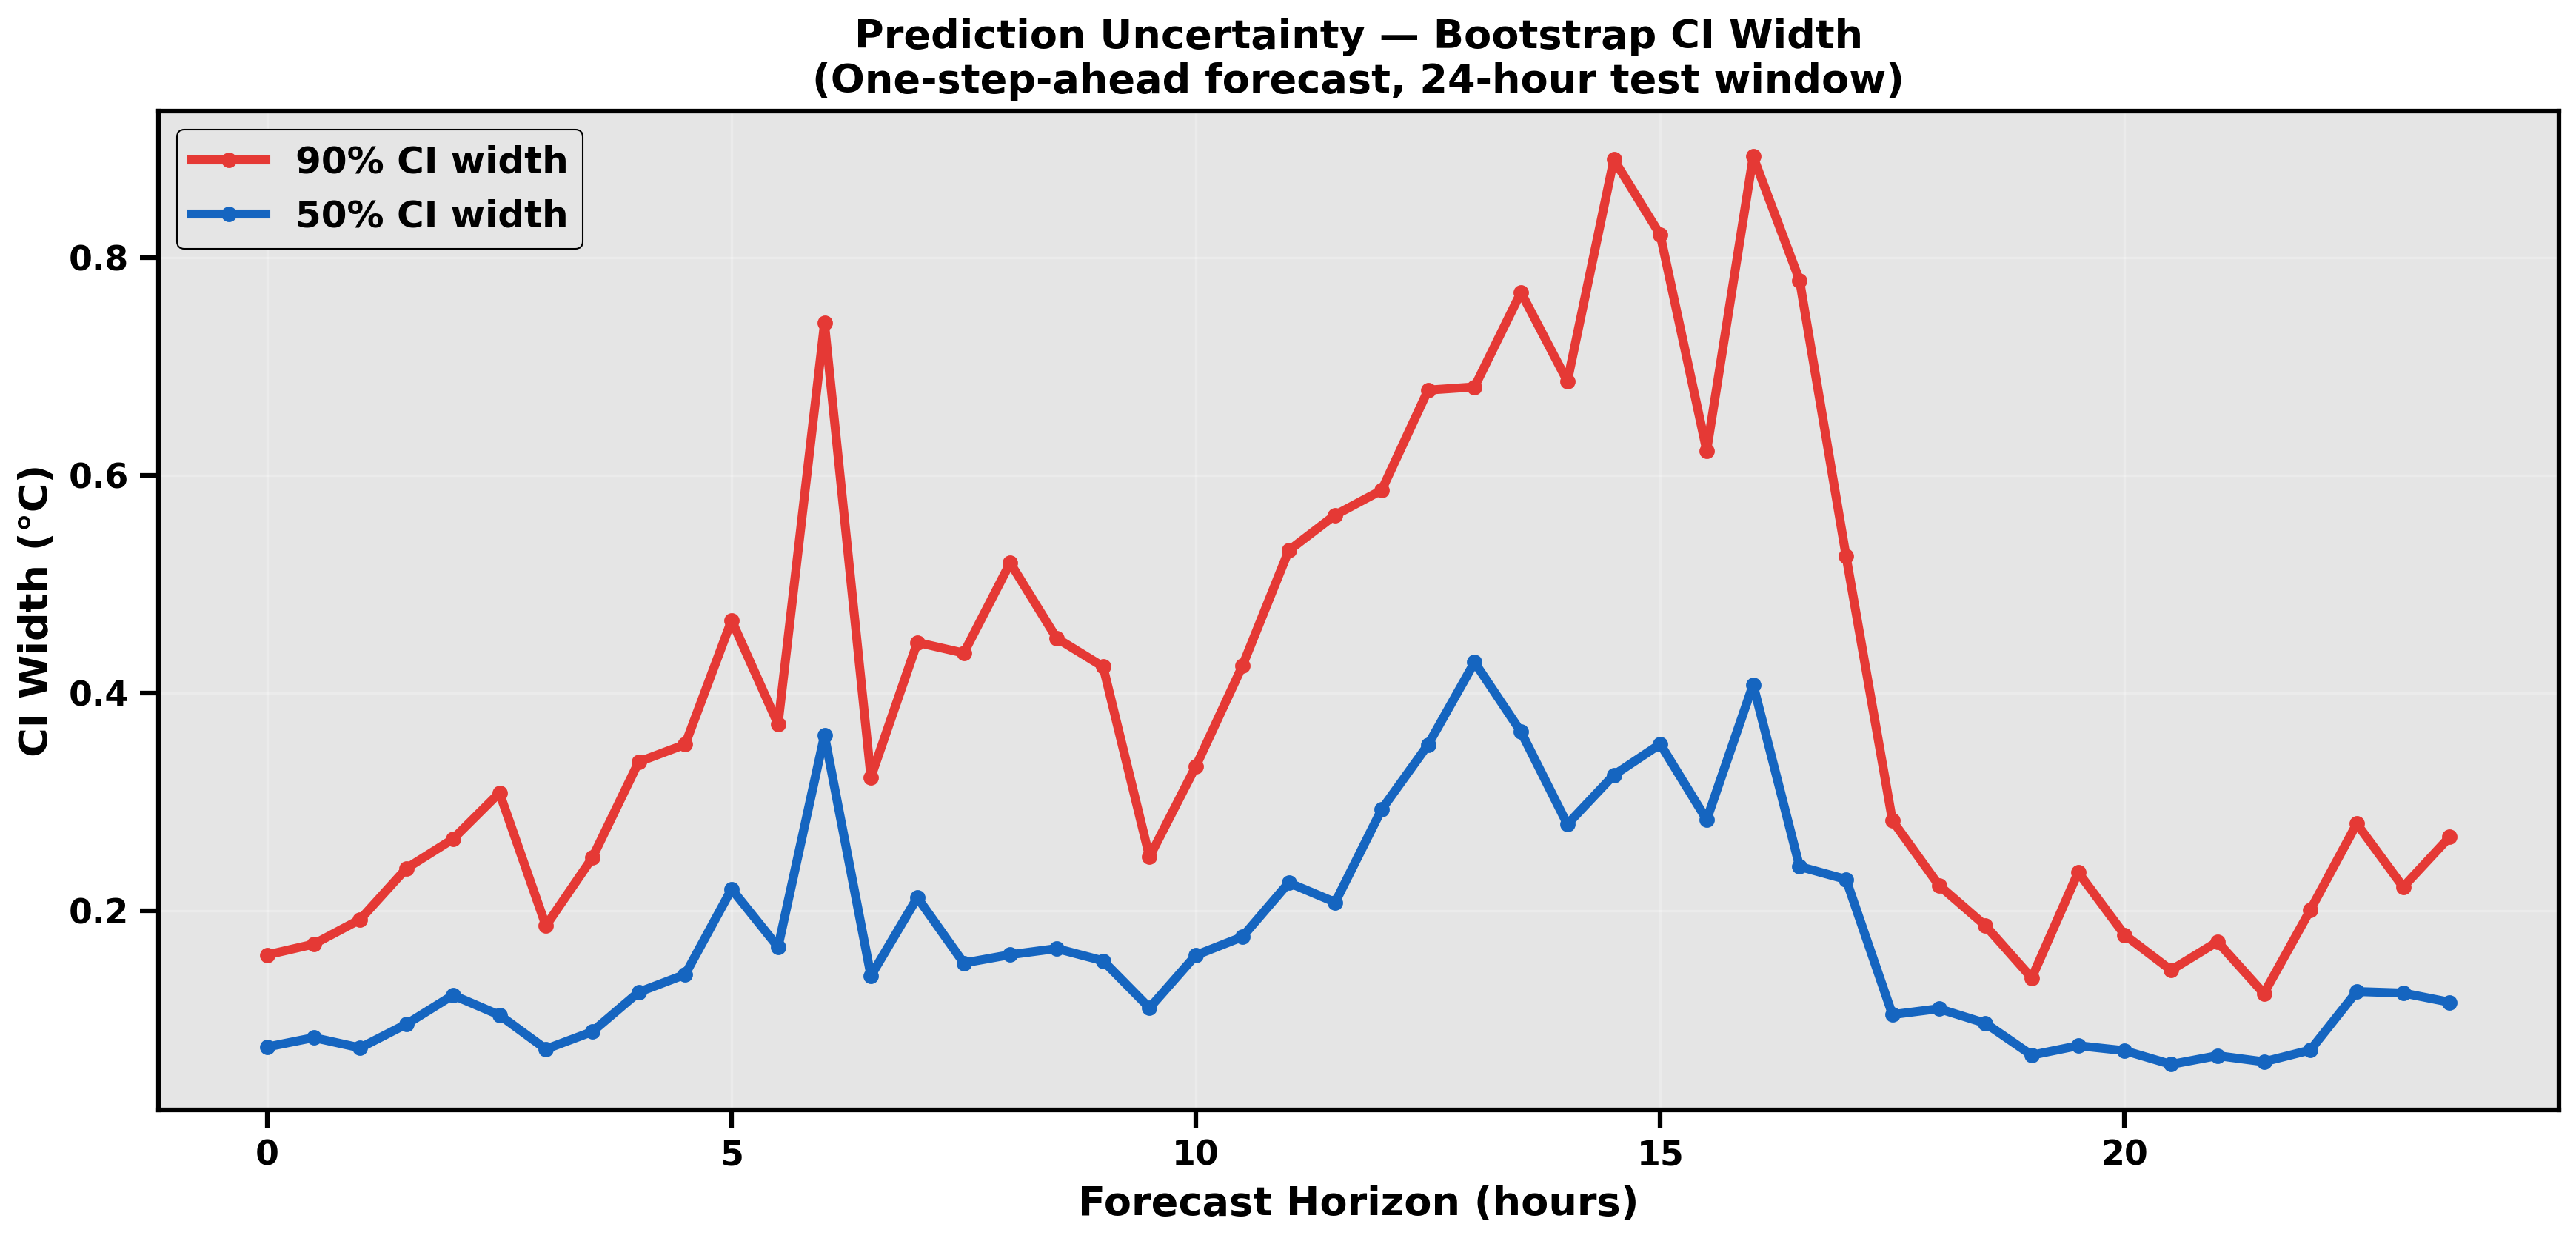 Prediction Uncertainty — Bootstrap CI Width
(One-step-ahead forecast, 24-hour test window)
90% CI width
50% CI width
0.8
0.6
0.4
0.2
CI Width (°C)
0 5 10 15 20
Forecast Horizon (hours)